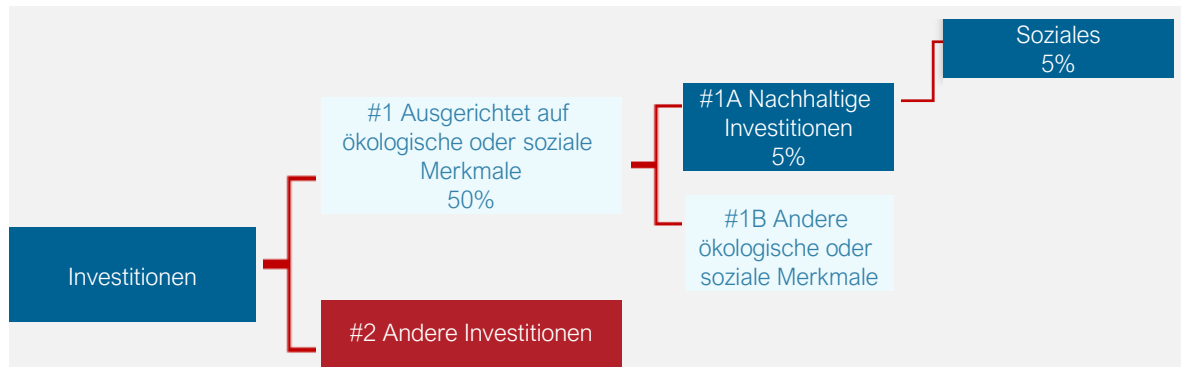 Soziales
5%
#1A Nachhaltige
Investitionen
5%
#1 Ausgerichtet auf
ökologische oder soziale
Merkmale
50%
#1B Andere
ökologische oder
soziale Merkmale
Investitionen
#2 Andere Investitionen